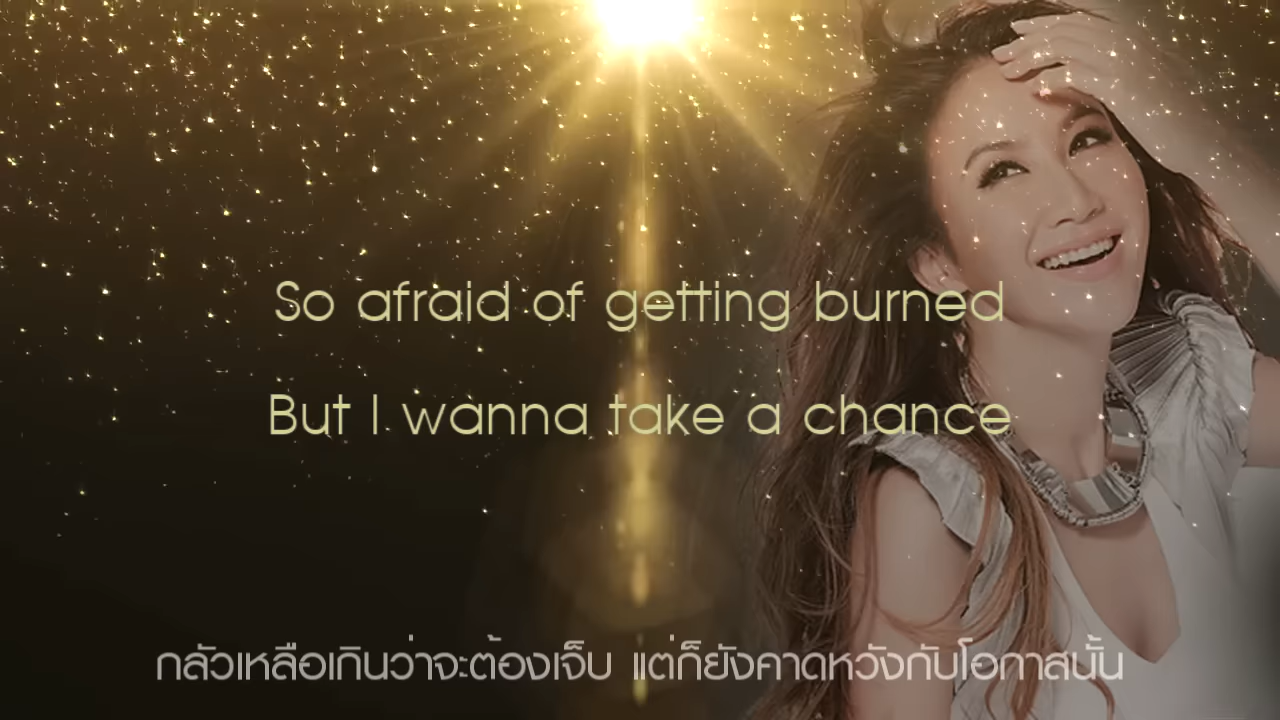 So afraid of getting burned
But I wanna take a chance
กลัวเหลือเกินว่าจะต้องเจ็บ แต่ก็ยังคาดหวังกับโอกาสนั้น